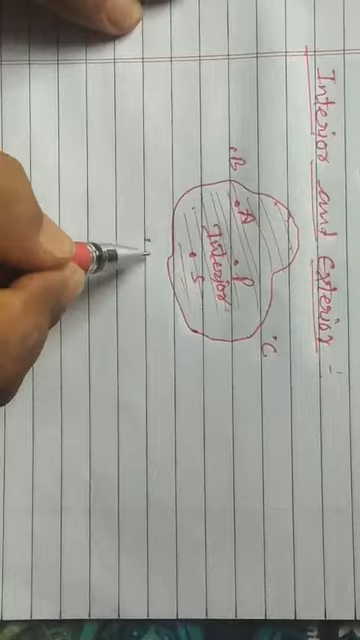 Interior and Exterior :-
.C
.B
.A
.P
Interior
.S